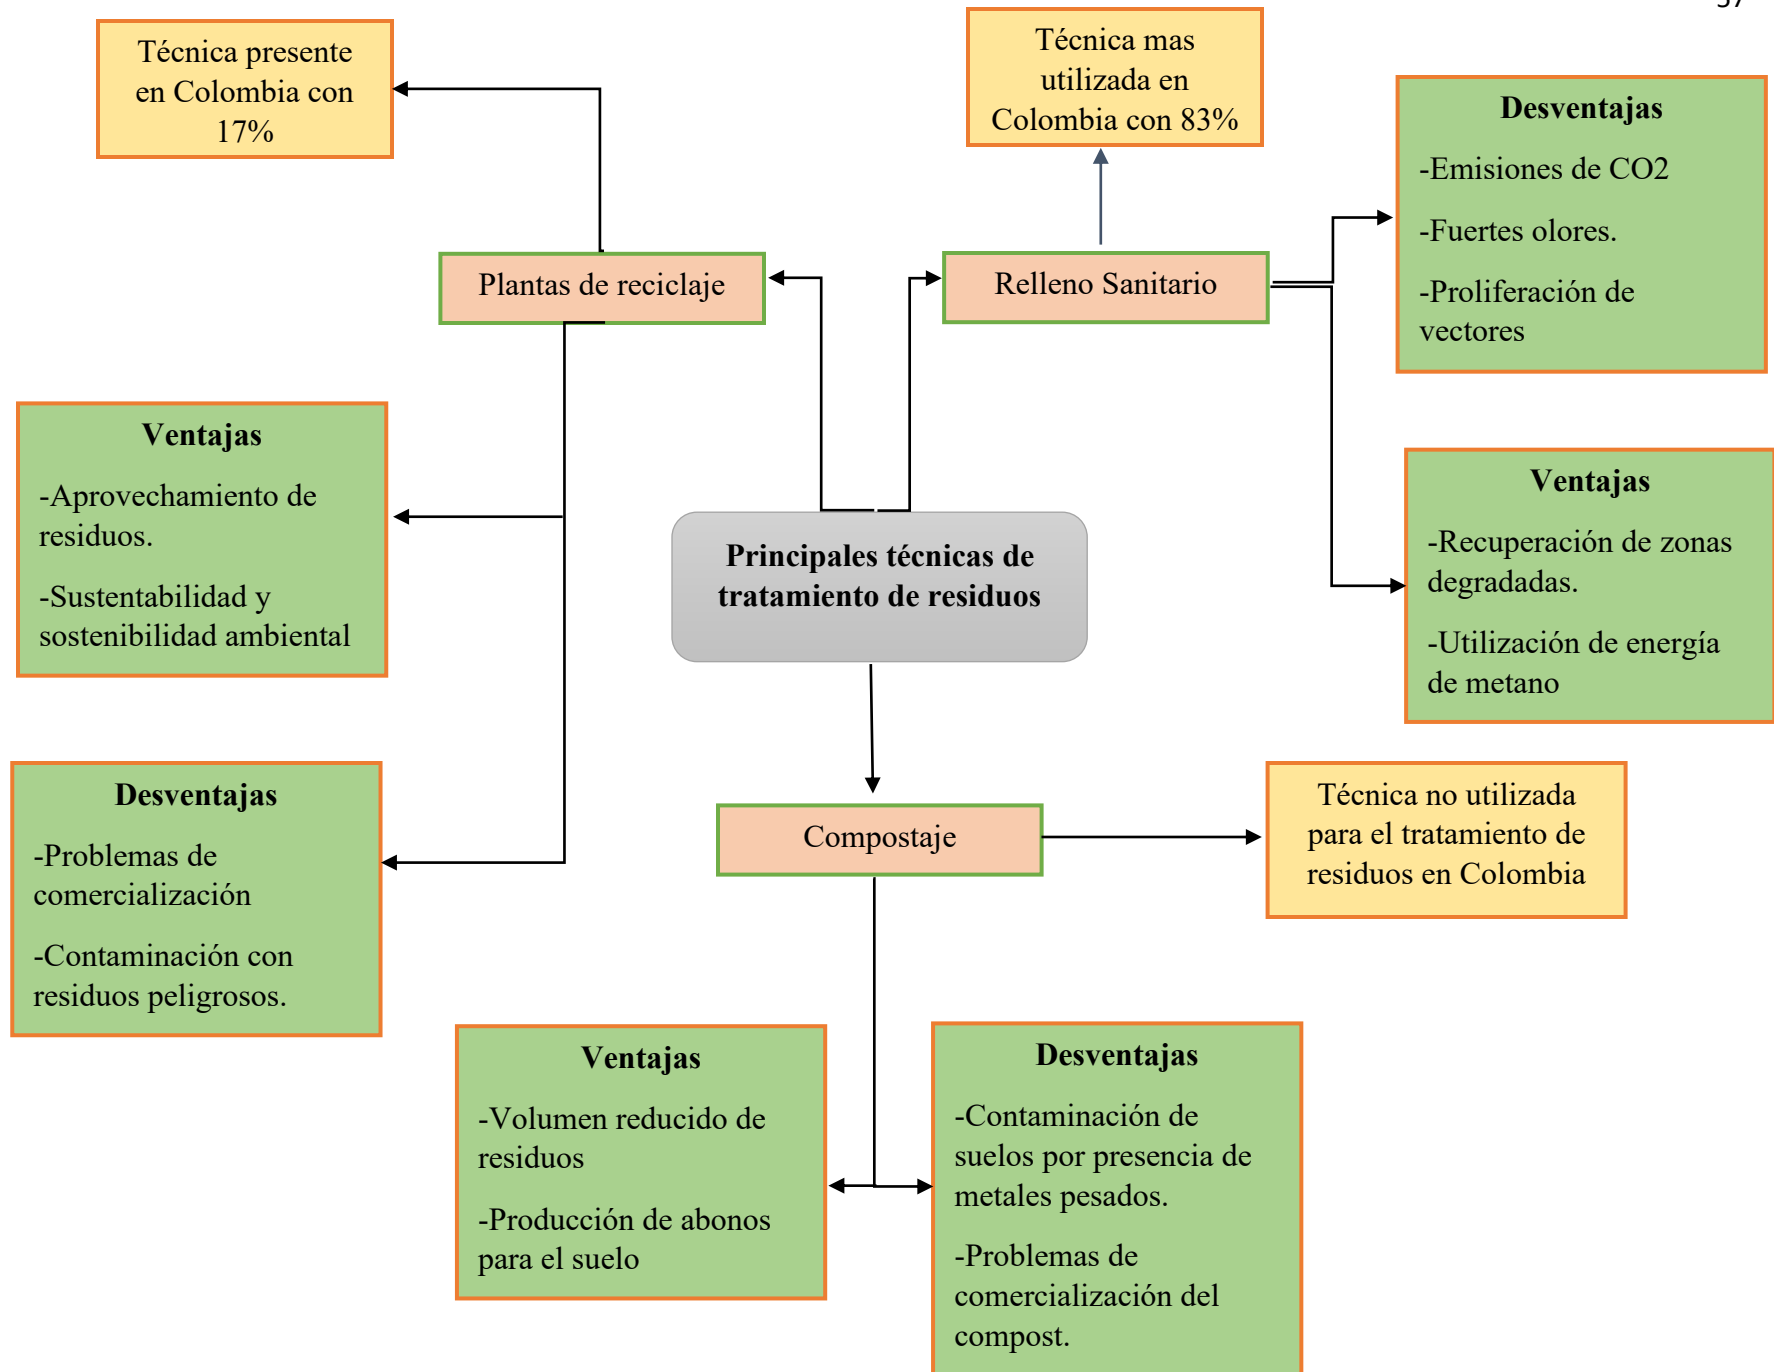 Técnica presente
en Colombia con
17%
Técnica mas
utilizada en
Colombia con 83%
Desventajas
-Emisiones de CO2
-Fuertes olores.
-Proliferación de
vectores
Plantas de reciclaje
Relleno Sanitario
Ventajas
-Aprovechamiento de
residuos.
-Sustentabilidad y
sostenibilidad ambiental
Ventajas
-Recuperación de zonas
degradadas.
-Utilización de energía
de metano
Principales técnicas de
tratamiento de residuos
Desventajas
-Problemas de
comercialización
-Contaminación con
residuos peligrosos.
Compostaje
Técnica no utilizada
para el tratamiento de
residuos en Colombia
Ventajas
-Volumen reducido de
residuos
-Producción de abonos
para el suelo
Desventajas
-Contaminación de
suelos por presencia de
metales pesados.
-Problemas de
comercialización del
compost.